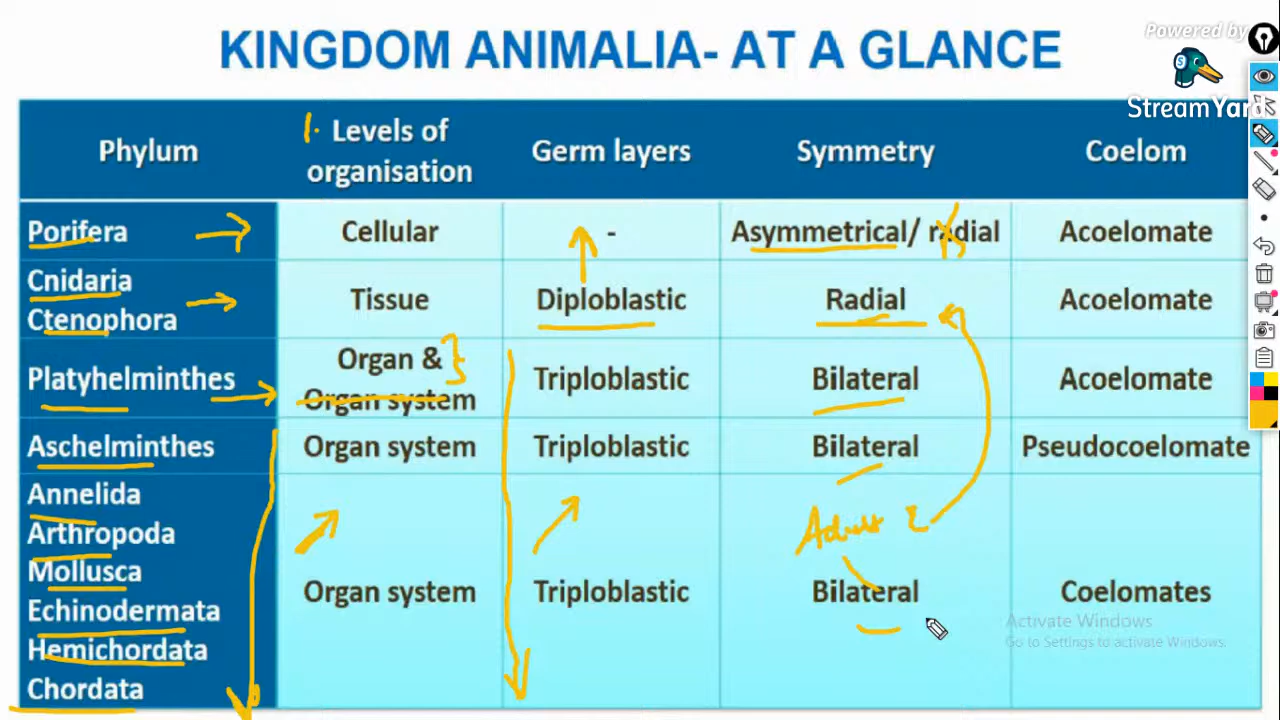 Powered by
StreamYard
KINGDOM ANIMALIA- AT A GLANCE
Phylum
1. Levels of
organisation
Germ layers
Symmetry
Coelom
Porifera
Cellular
-
Asymmetrical/ radial
Acoelomate
Cnidaria
Ctenophora
Tissue
Diploblastic
Radial
Acoelomate
Platyhelminthes
Organ &
Organ system
Triploblastic
Bilateral
Acoelomate
Aschelminthes
Organ system
Triploblastic
Bilateral
Pseudocoelomate
Annelida
Arthropoda
Mollusca
Echinodermata
Hemichordata
Chordata
Organ system
Triploblastic
Adult
Bilateral
Coelomates
Activate Windows
Go to Settings to activate Windows.